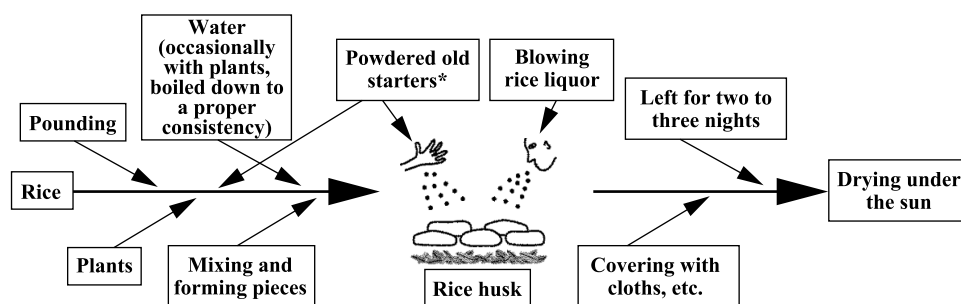 Water
(occasionally
with plants,
boiled down to
a proper
consistency)
Powdered old
starters*
Blowing
rice liquor
Left for two to
three nights
Pounding
Rice
Drying under
the sun
Plants
Mixing and
forming pieces
Rice husk
Covering with
cloths, etc.